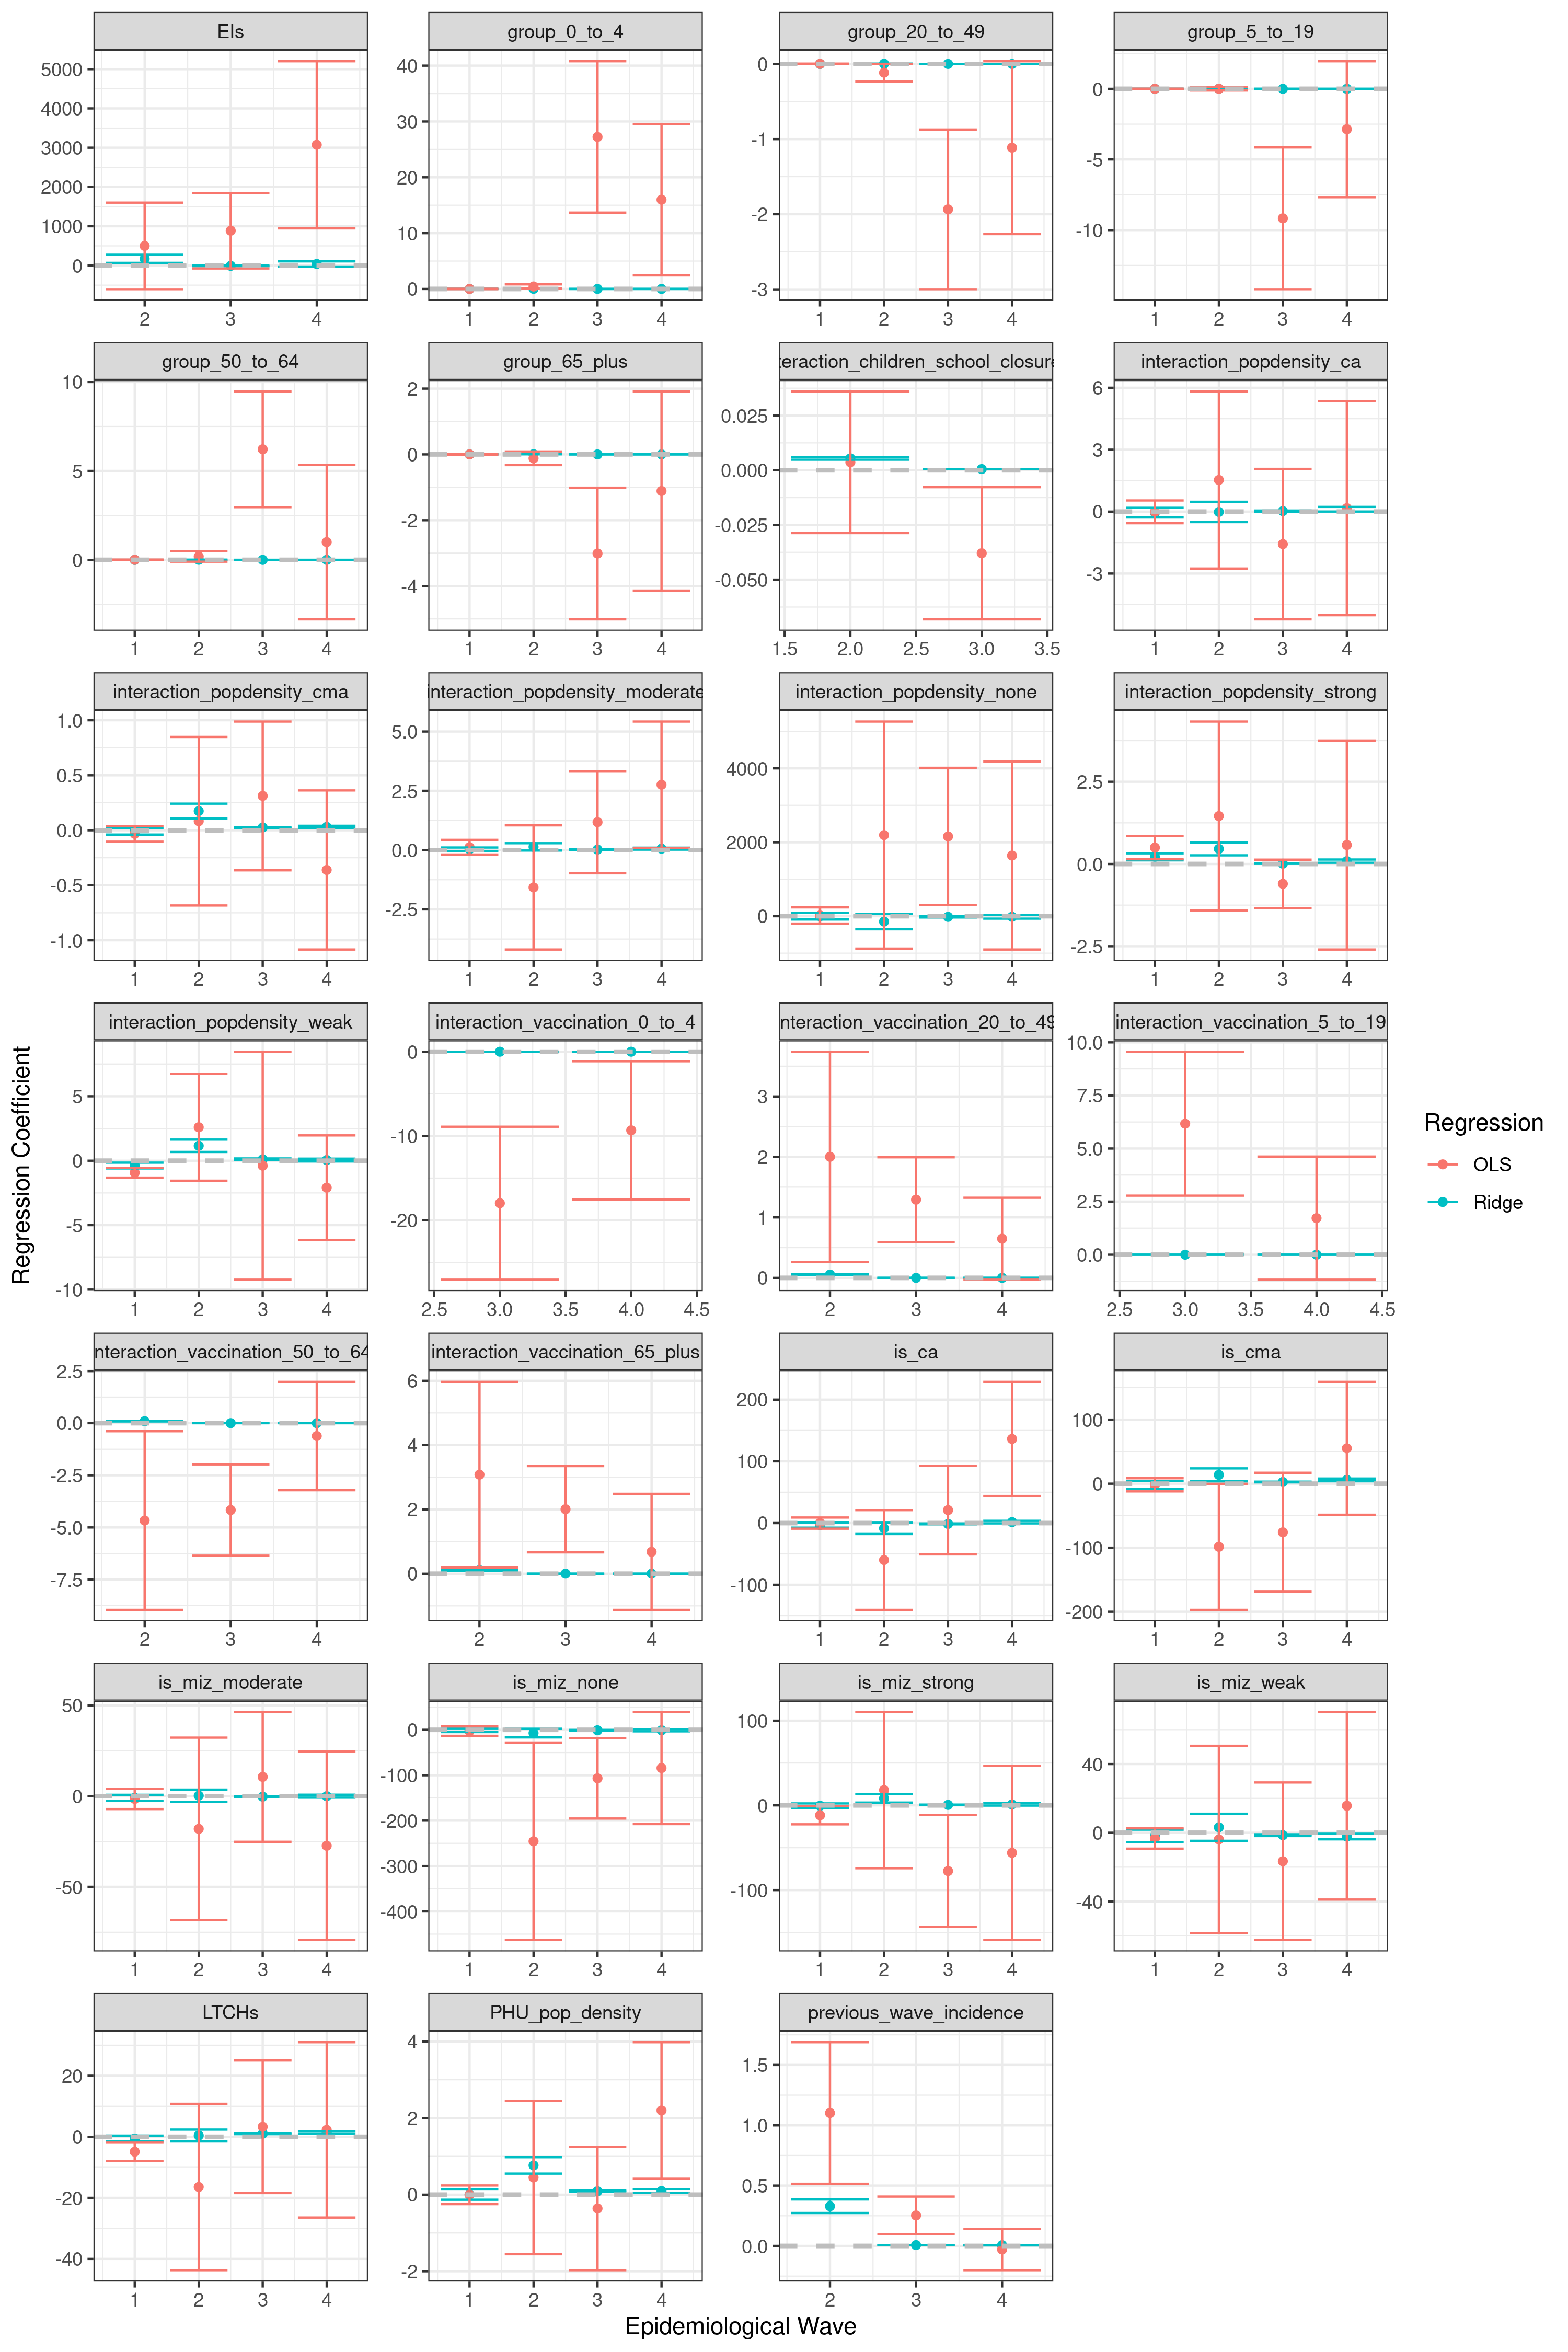 EIs
group_0_to_4
group_20_to_49
group_5_to_19
5000
4000
3000
2000
1000
0
2 3 4
40
30
20
10
0
1 2 3 4
0
-1
-2
-3
1 2 3 4
0
-5
-10
1 2 3 4
group_50_to_64
group_65_plus
teraction_children_school_closure
interaction_popdensity_ca
10
5
0
1 2 3 4
2
0
-2
-4
1 2 3 4
0.025
0.000
-0.025
-0.050
1.5 2.0 2.5 3.0 3.5
6
3
0
-3
1 2 3 4
interaction_popdensity_cma
interaction_popdensity_moderate
interaction_popdensity_none
interaction_popdensity_strong
1.0
0.5
0.0
-0.5
-1.0
1 2 3 4
5.0
2.5
0.0
-2.5
1 2 3 4
4000
2000
0
1 2 3 4
2.5
0.0
-2.5
1 2 3 4
interaction_popdensity_weak
interaction_vaccination_0_to_4
nteraction_vaccination_20_to_49
interaction_vaccination_5_to_19
5
0
-5
-10
1 2 3 4
0
-10
-20
2.5 3.0 3.5 4.0 4.5
3
2
1
0
2 3 4
10.0
7.5
5.0
2.5
0.0
2.5 3.0 3.5 4.0 4.5
nteraction_vaccination_50_to_64
interaction_vaccination_65_plus
is_ca
is_cma
2.5
0.0
-2.5
-5.0
-7.5
2 3 4
6
4
2
0
2 3 4
200
100
0
-100
1 2 3 4
100
0
-100
-200
1 2 3 4
is_miz_moderate
is_miz_none
is_miz_strong
is_miz_weak
50
0
-50
1 2 3 4
0
-100
-200
-300
-400
1 2 3 4
100
0
-100
1 2 3 4
40
0
-40
1 2 3 4
LTCHs
PHU_pop_density
previous_wave_incidence
20
0
-20
-40
1 2 3 4
4
2
0
-2
1 2 3 4
1.5
1.0
0.5
0.0
2 3 4
Regression Coefficient
Epidemiological Wave
Regression
OLS
Ridge